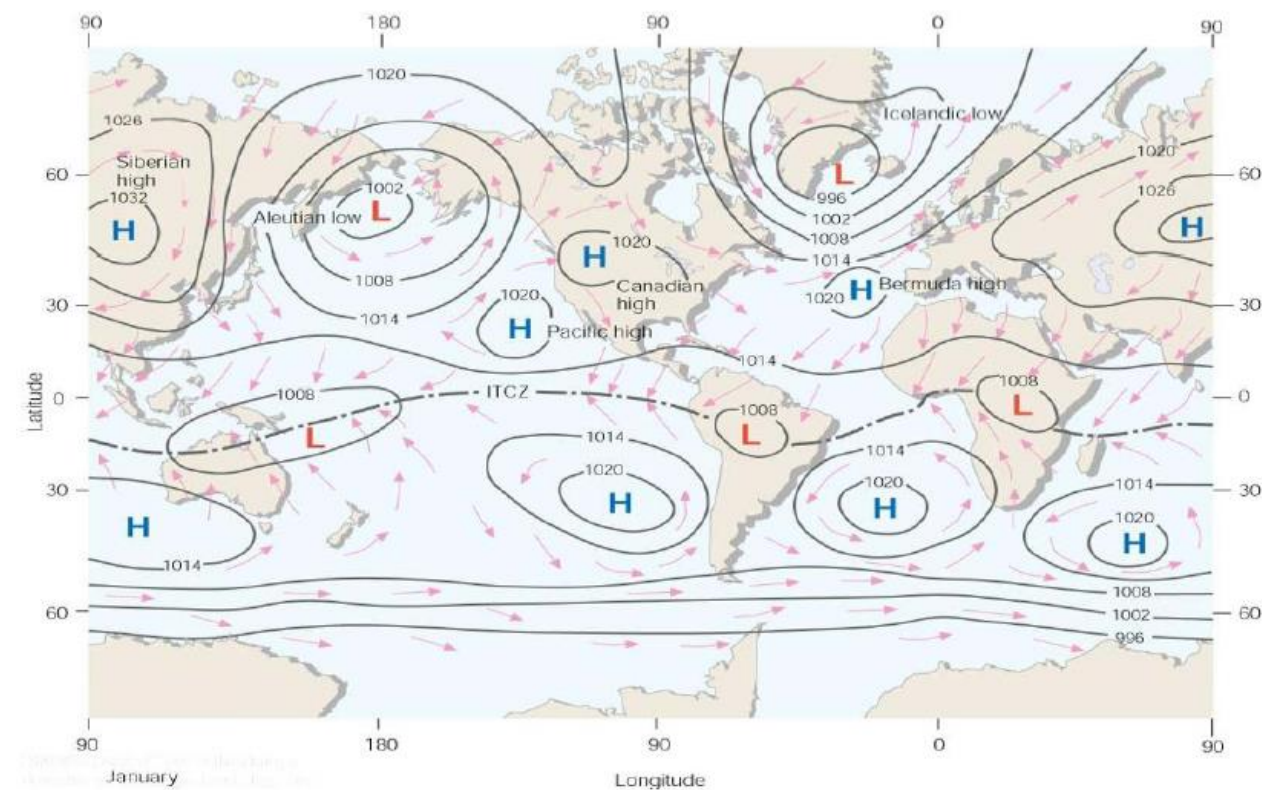 90 180 90 0 90
1020
Icelandic low
1026
1020
Siberian
high
60
L
60
1032
1002
996
1026
H
Aleutian low
L
1002
H
1008
1020
H
1014
1008
Canadian
high
1020
H
Bermuda high
30
1020
1020
30
1014
H
Pacific high
1014
Latitude
0
1008
ITCZ
1008
L
0
1008
L
L
1014
1014
30
1020
1020
1014
30
H
H
H
1020
H
1014
1008
60
1002
60
996
90 180 90 0 90
January
Longitude